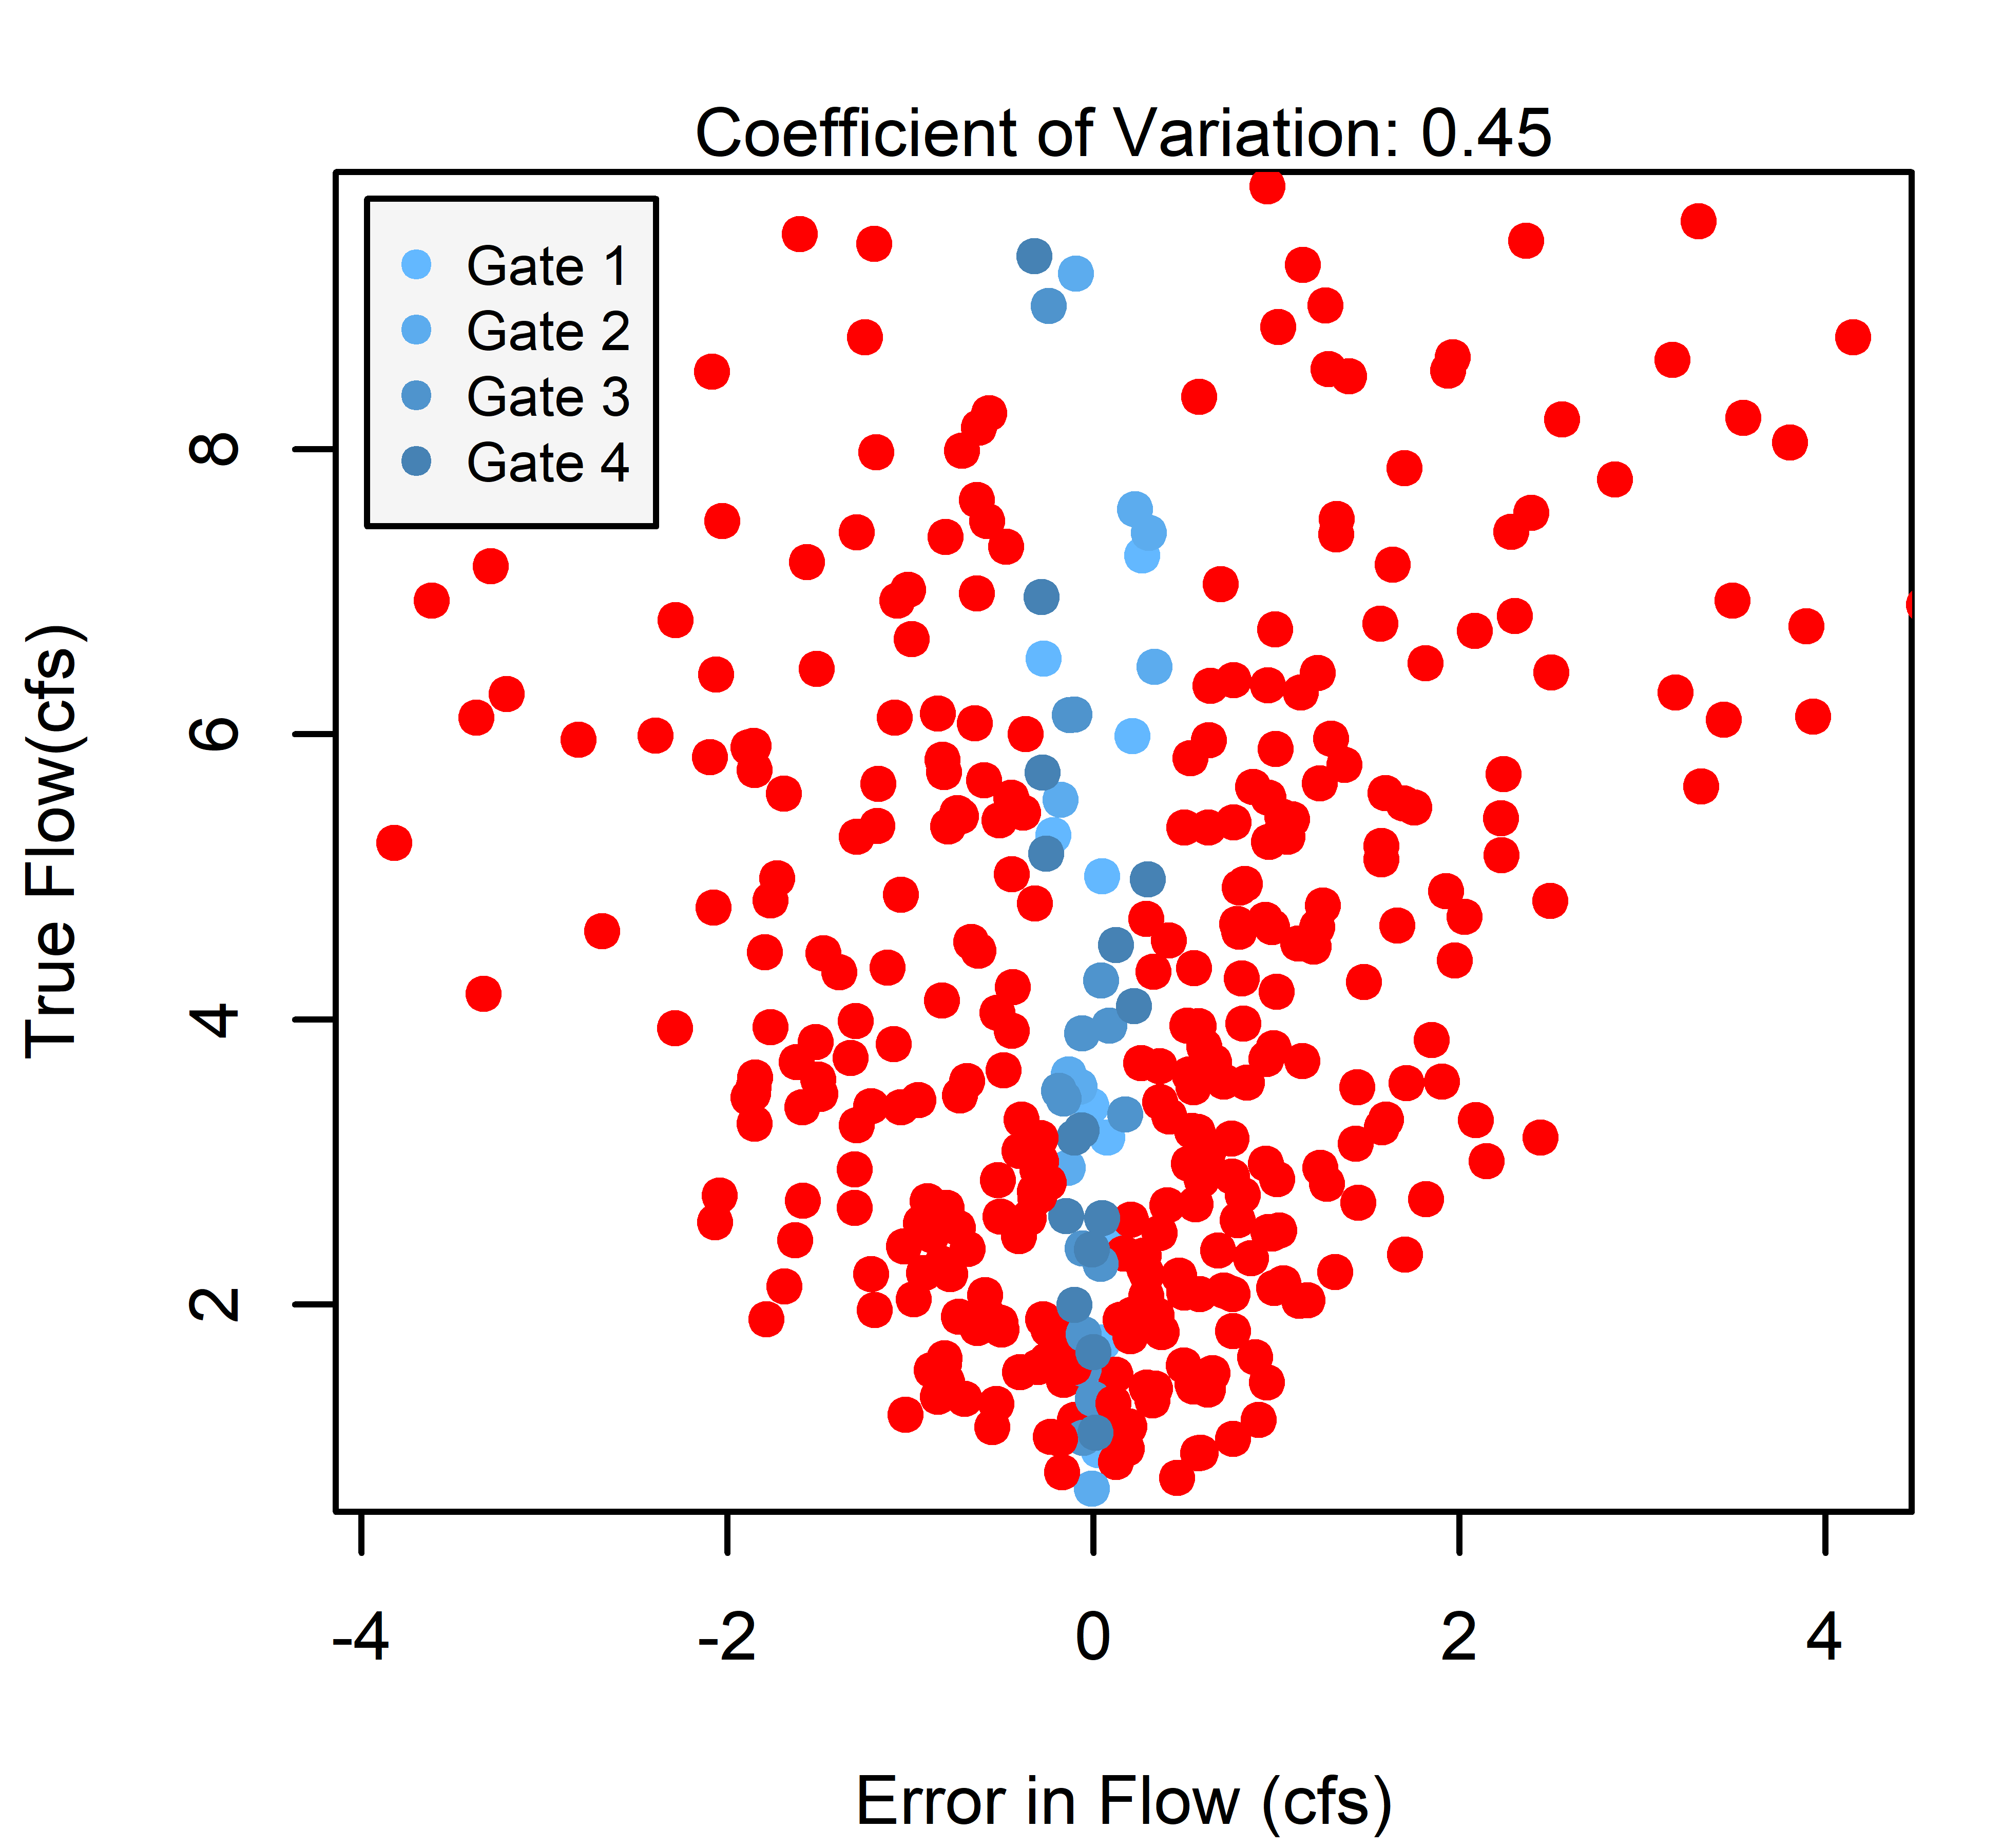 Coefficient of Variation: 0.45
Gate 1
Gate 2
Gate 3
Gate 4
True Flow(cfs)
8
6
4
2
-4 -2 0 2 4
Error in Flow (cfs)